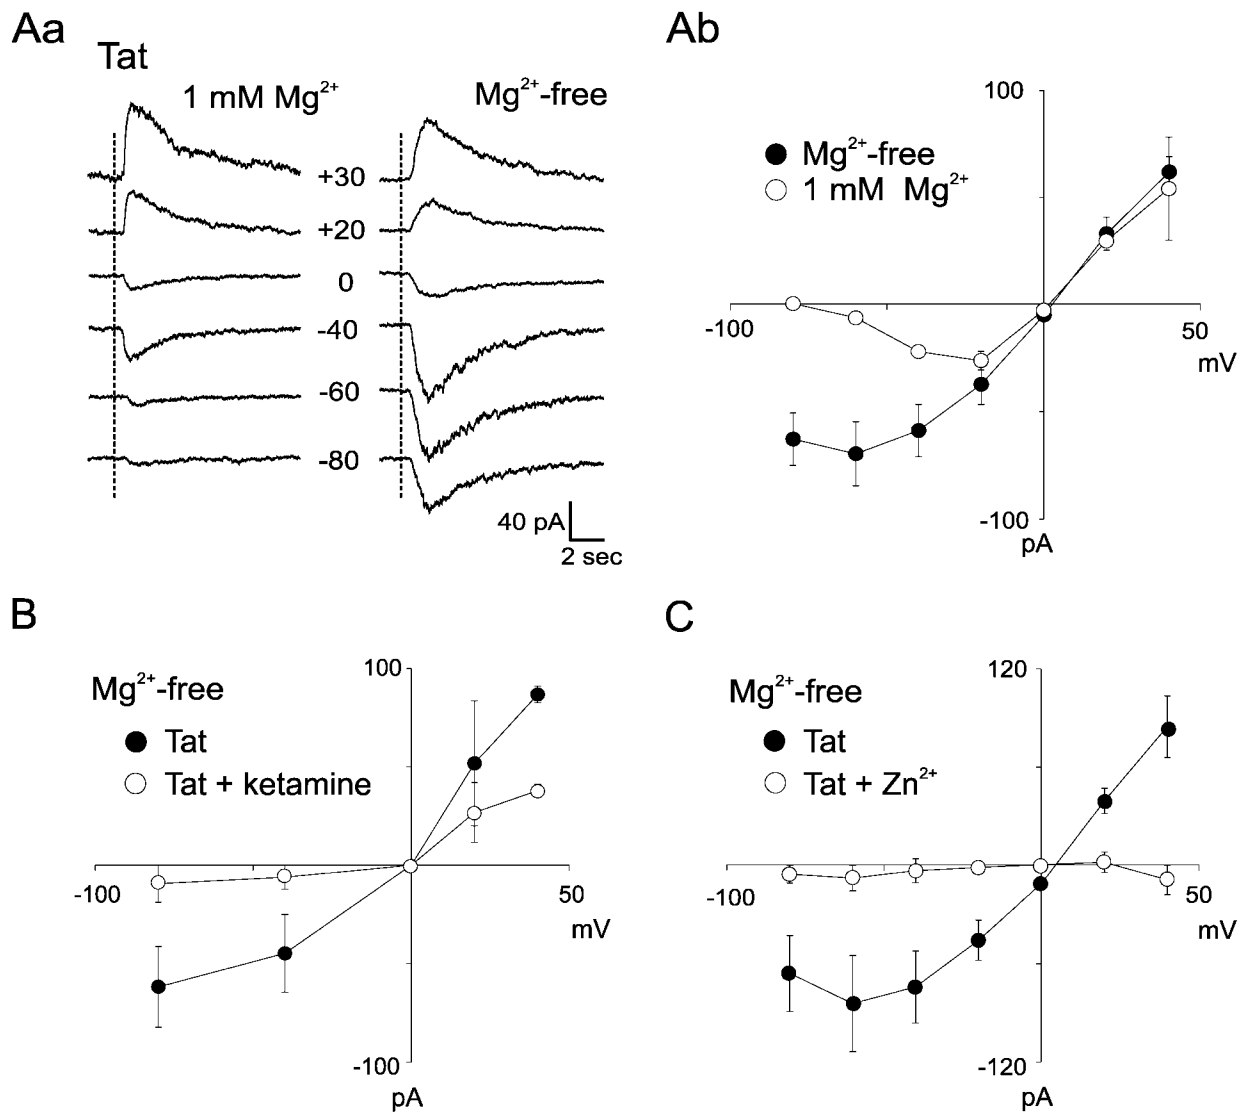 Aa
Tat
1 mM Mg²⁺
Mg²⁺-free
+30
+20
0
-40
-60
-80
40 pA
2 sec
Ab
100
Mg²⁺-free
1 mM Mg²⁺
-100
50
mV
-100
pA
B
100
Mg²⁺-free
Tat
Tat + ketamine
-100
50
mV
-100
pA
C
120
Mg²⁺-free
Tat
Tat + Zn²⁺
-100
50
mV
-120
pA